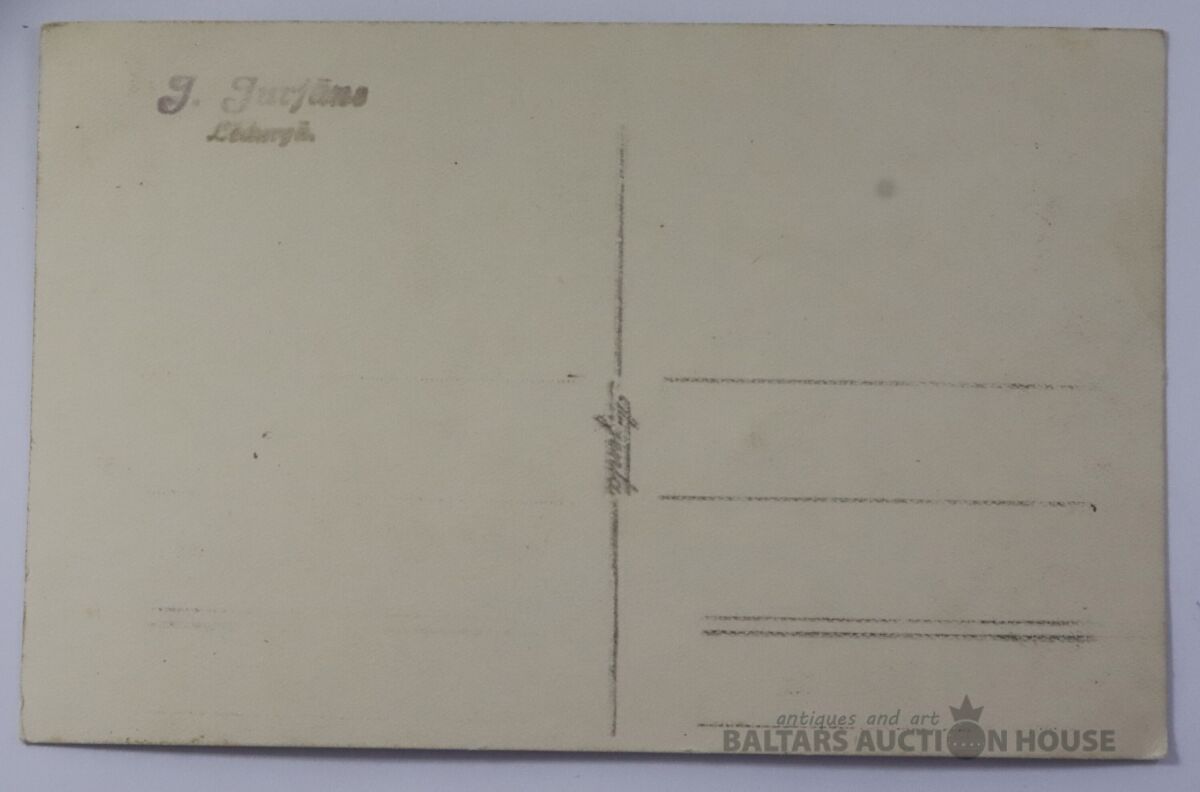 J. Jurjāns
Lēdurgā.
antiques and art
BALTARS AUCTION HOUSE